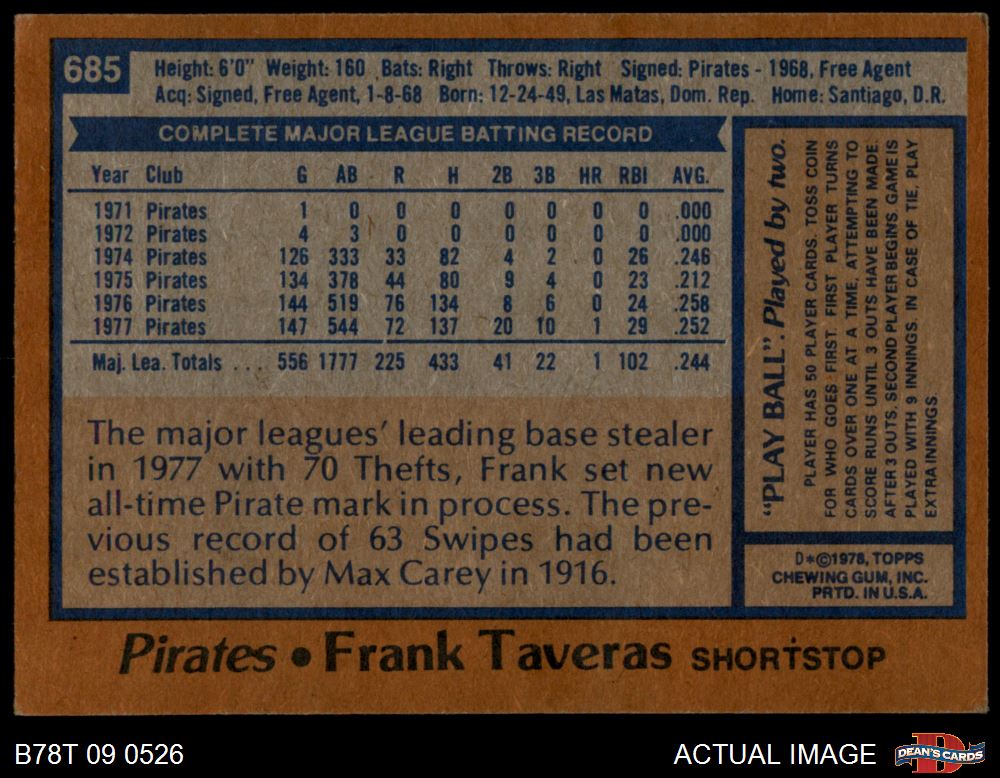 685
Height: 6'0" Weight: 160 Bats: Right Throws: Right Signed: Pirates - 1968, Free Agent
Acq: Signed, Free Agent, 1-8-68 Born: 12-24-49, Las Matas, Dom. Rep. Home: Santiago, D.R.
COMPLETE MAJOR LEAGUE BATTING RECORD
Year Club G AB R H 2B 3B HR RBI AVG.
1971 Pirates 1 0 0 0 0 0 0 0 .000
1972 Pirates 4 3 0 0 0 0 0 0 .000
1974 Pirates 126 333 33 82 4 2 0 26 .246
1975 Pirates 134 378 44 80 9 4 0 23 .212
1976 Pirates 144 519 76 134 8 6 0 24 .258
1977 Pirates 147 544 72 137 20 10 1 29 .252
Maj. Lea. Totals ... 556 1777 225 433 41 22 1 102 .244
The major leagues' leading base stealer
in 1977 with 70 Thefts, Frank set new
all-time Pirate mark in process. The pre-
vious record of 63 Swipes had been
established by Max Carey in 1916.
"PLAY BALL". Played by two.
PLAYER HAS 50 PLAYER CARDS. TOSS COIN
FOR WHO GOES FIRST. FIRST PLAYER TURNS
CARDS OVER ONE AT A TIME, ATTEMPTING TO
SCORE RUNS UNTIL 3 OUTS HAVE BEEN MADE.
AFTER 3 OUTS, SECOND PLAYER BEGINS. GAME IS
PLAYED WITH 9 INNINGS. IN CASE OF TIE, PLAY
EXTRA INNINGS.
D*©1978, TOPPS
CHEWING GUM, INC.
PRTD. IN U.S.A.
Pirates • Frank Taveras SHORTSTOP
B78T 09 0526
ACTUAL IMAGE
DEAN'S CARDS